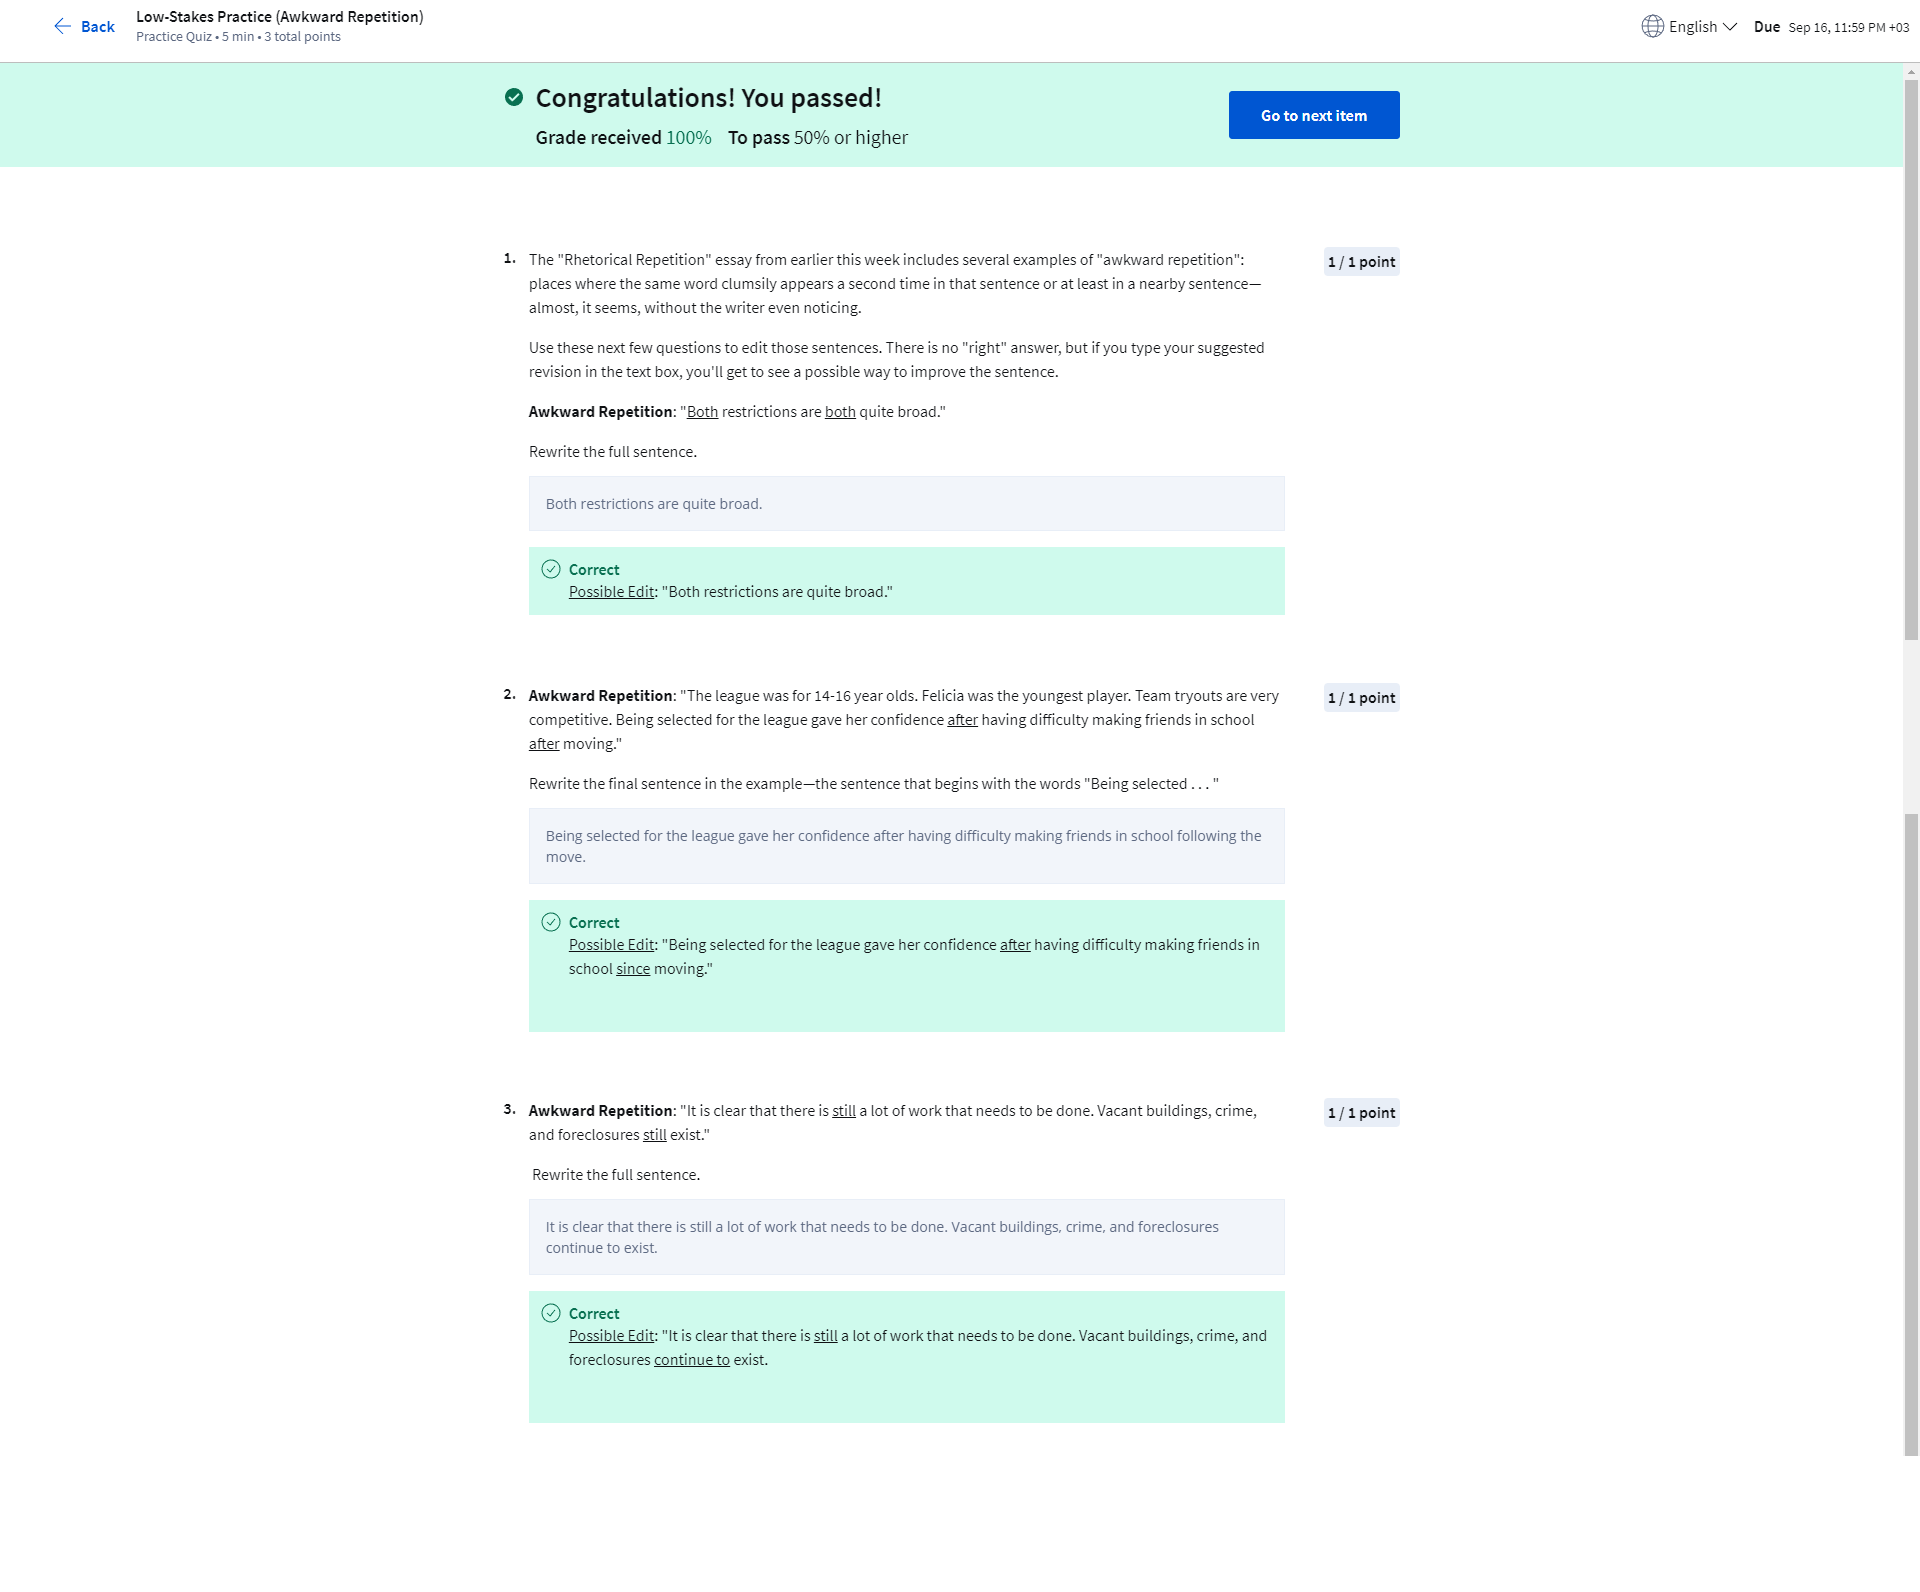 Back
Low-Stakes Practice (Awkward Repetition)
Practice Quiz • 5 min • 3 total points
English
Due Sep 16, 11:59 PM +03
Congratulations! You passed!
Grade received 100% To pass 50% or higher
Go to next item
1. The "Rhetorical Repetition" essay from earlier this week includes several examples of "awkward repetition":
places where the same word clumsily appears a second time in that sentence or at least in a nearby sentence—
almost, it seems, without the writer even noticing.
1 / 1 point
Use these next few questions to edit those sentences. There is no "right" answer, but if you type your suggested
revision in the text box, you'll get to see a possible way to improve the sentence.
Awkward Repetition: "Both restrictions are both quite broad."
Rewrite the full sentence.
Both restrictions are quite broad.
Correct
Possible Edit: "Both restrictions are quite broad."
2. Awkward Repetition: "The league was for 14-16 year olds. Felicia was the youngest player. Team tryouts are very
competitive. Being selected for the league gave her confidence after having difficulty making friends in school
after moving."
1 / 1 point
Rewrite the final sentence in the example—the sentence that begins with the words "Being selected . . . "
Being selected for the league gave her confidence after having difficulty making friends in school following the
move.
Correct
Possible Edit: "Being selected for the league gave her confidence after having difficulty making friends in
school since moving."
3. Awkward Repetition: "It is clear that there is still a lot of work that needs to be done. Vacant buildings, crime,
and foreclosures still exist."
1 / 1 point
Rewrite the full sentence.
It is clear that there is still a lot of work that needs to be done. Vacant buildings, crime, and foreclosures
continue to exist.
Correct
Possible Edit: "It is clear that there is still a lot of work that needs to be done. Vacant buildings, crime, and
foreclosures continue to exist.